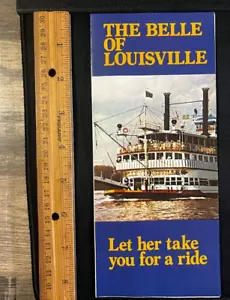 THE BELLE
OF
LOUISVILLE
Let her take
you for a ride